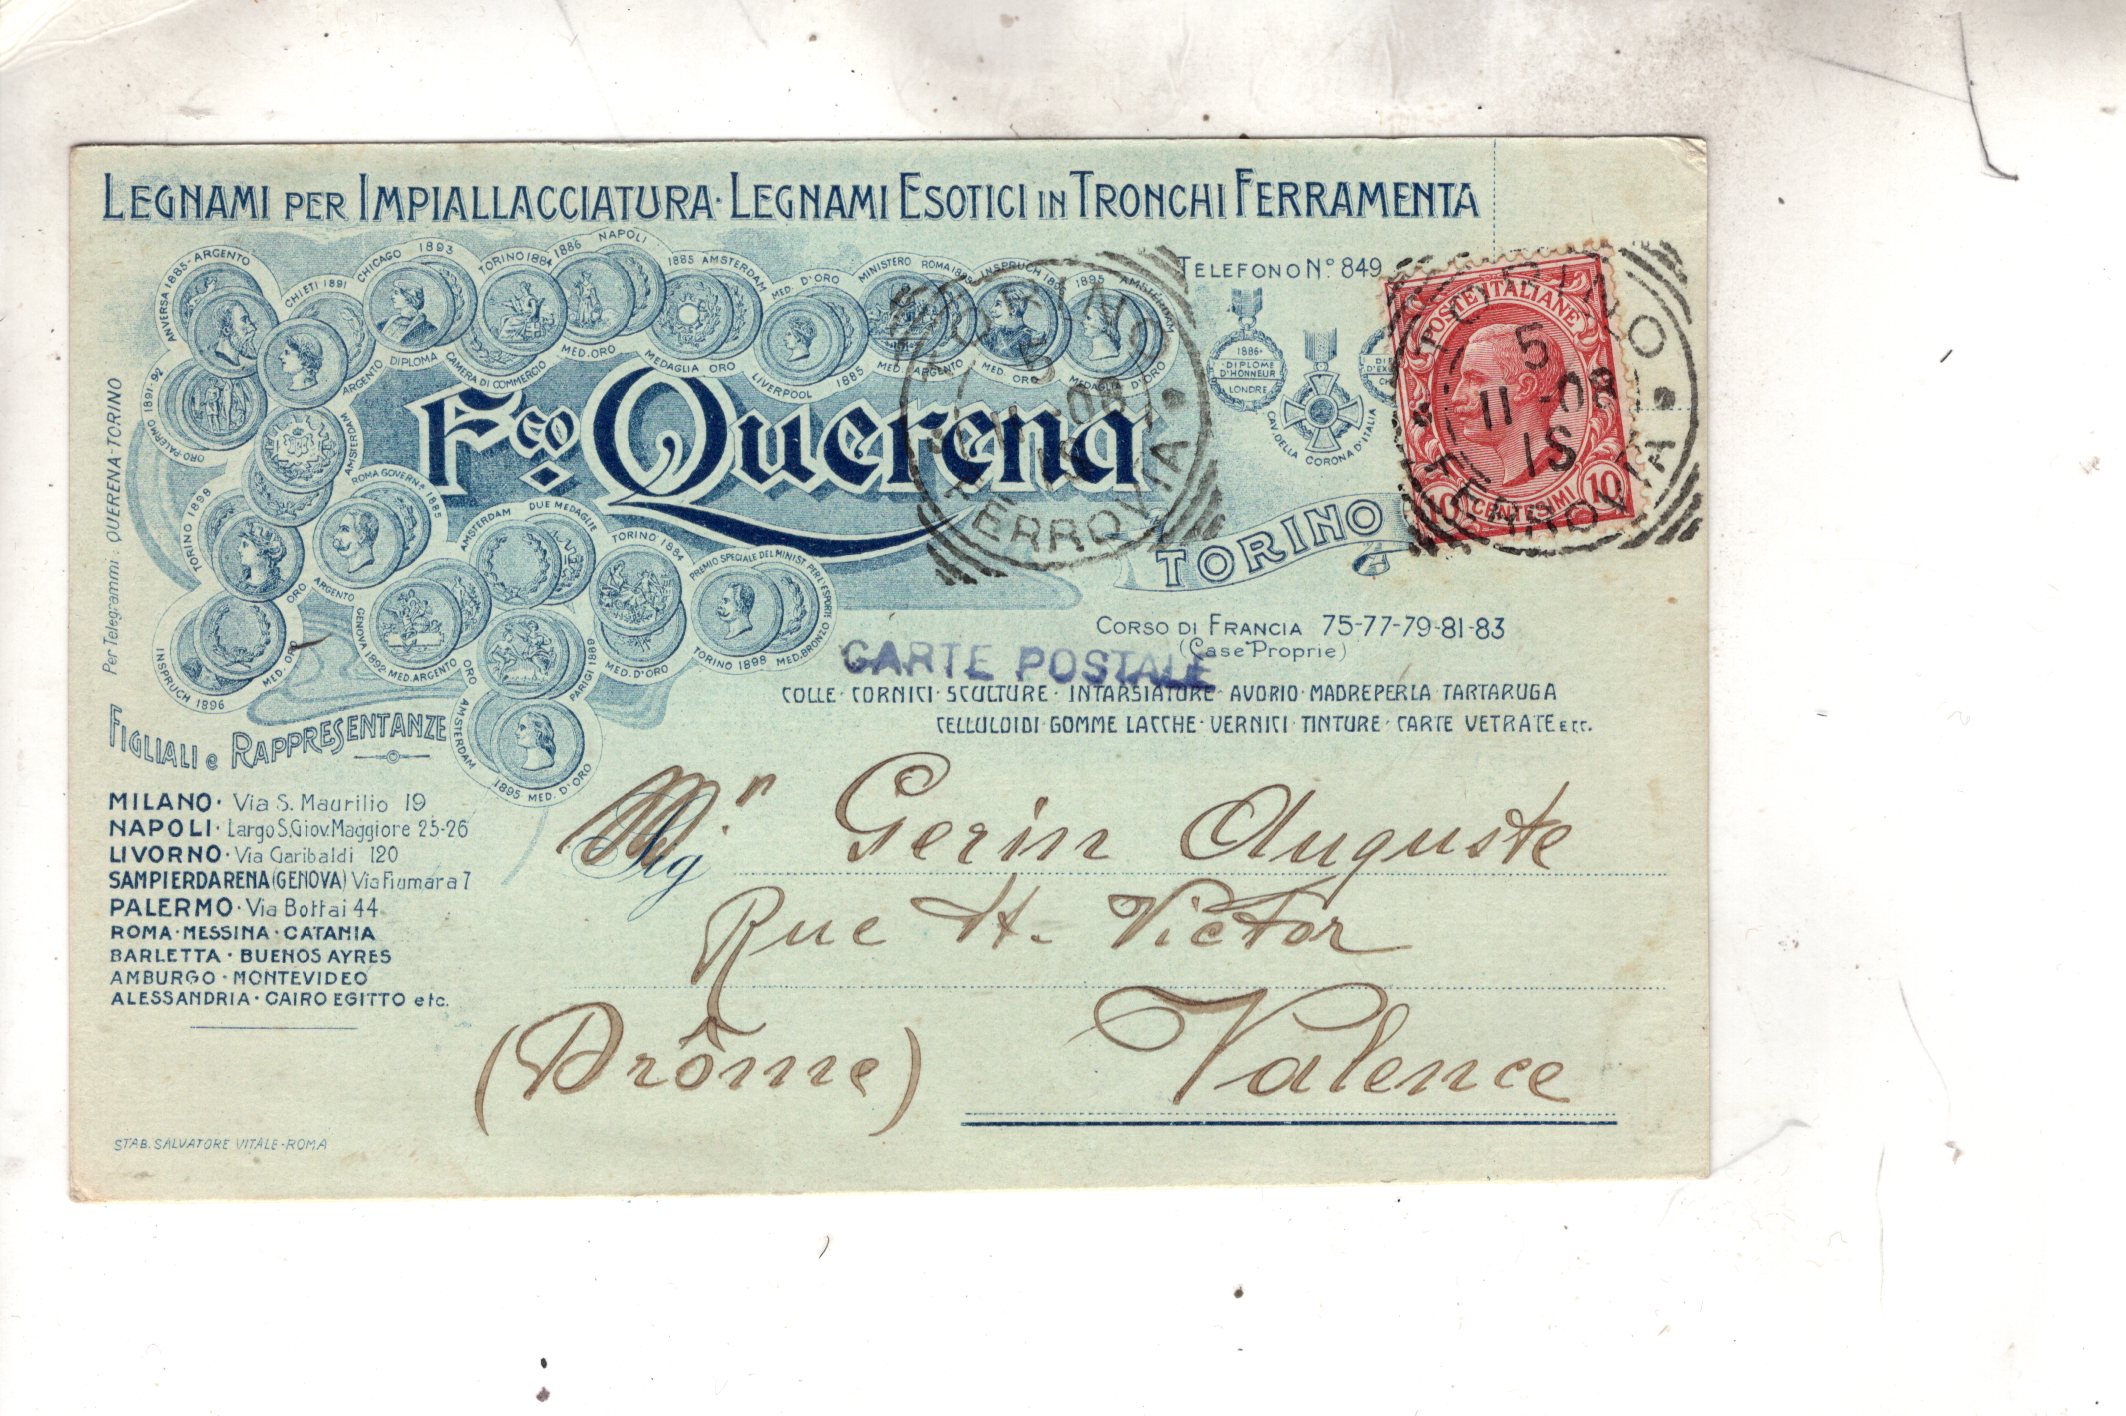 LEGNAMI PER IMPIALLACCIATURA · LEGNAMI ESOTICI IN TRONCHI FERRAMENTA
TELEFONO N.º 849
ANVERSA 1885 - ARGENTO
CHIETI 1891
ARGENTO
CHICAGO 1893
DIPLOMA
TORINO 1884
CAMERA DI COMMERCIO
1886 NAPOLI
MED. ORO
1885 AMSTERDAM
MEDAGLIA ORO
MED. D'ORO
LIVERPOOL 1885
MINISTERO ROMA
MED. ARGENTO
INSPRUCH
MED. ORO
1895 AMSTERDAM
MEDAGLIA D'ORO
1886
DIPLOME
D'HONNEUR
LONDRE
CAV. DELLA CORONA D'ITALIA
POSTE ITALIANE
10 CENTESIMI 10
TORINO
5
11 - 08
1S
FERROVIA
TORINO
5
FERROVIA
ORO PALERMO 1891-92
AMSTERDAM
Fco. Querena
TORINO
Per Telegrammi: QUERENA-TORINO
TORINO 1898
ORO
ROMA GOVERNº 1885
ARGENTO
AMSTERDAM DUE MEDAGLIE
ORO
TORINO 1884
MED. D'ORO
PREMIO SPECIALE DEL MINIST. PER L'ESPORTO
TORINO 1898 MED. BRONZO
INSPRUCH 1896
MED. ORO
GENOVA 1892 MED. ARGENTO
PARIGI 1889
AMSTERDAM 1895 MED. D'ORO
CORSO DI FRANCIA 75-77-79-81-83
(Case Proprie)
CARTE POSTALE
COLLE · CORNICI · SCULTURE · INTARSIATURE · AVORIO · MADREPERLA · TARTARUGA
CELLULOIDI · GOMME LACCHE · VERNICI · TINTURE · CARTE VETRATE ECC.
FIGLIALI e RAPPRESENTANZE
MILANO · Via S. Maurilio 19
NAPOLI · Largo S. Giov. Maggiore 25-26
LIVORNO · Via Garibaldi 120
SAMPIERDARENA (GENOVA) Via Fiumara 7
PALERMO · Via Bottai 44
ROMA · MESSINA · CATANIA
BARLETTA · BUENOS AYRES
AMBURGO · MONTEVIDEO
ALESSANDRIA · CAIRO EGITTO etc.
Sig
Mr Gerin Auguste
Rue St. Victor
(Drôme) Valence
STAB. SALVATORE VITALE - ROMA